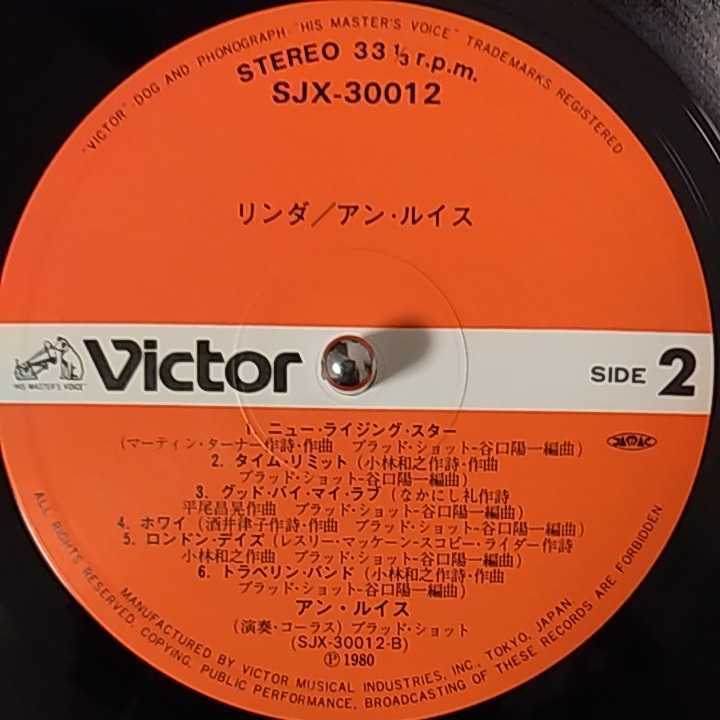 "VICTOR" DOG AND PHONOGRAPH "HIS MASTER'S VOICE" TRADEMARKS REGISTERED
STEREO 33 ⅓ r.p.m.
SJX-30012
リンダ/アン・ルイス
"HIS MASTER'S VOICE"
Victor
SIDE 2
1. ニュー・ライジング・スター
(マーティン・ターナー作詩・作曲 ブラッド・ショット-谷口陽一編曲)
2. タイム・リミット(小林和之作詩・作曲
ブラッド・ショット-谷口陽一編曲)
3. グッド・バイ・マイ・ラブ(なかにし礼作詩
平尾昌晃作曲 ブラッド・ショット-谷口陽一編曲)
4. ホワイ(酒井律子作詩・作曲 ブラッド・ショット-谷口陽一編曲)
5. ロンドン・デイズ(レスリー・マッケーン-スコビー・ライダー作詩
小林和之作曲 ブラッド・ショット-谷口陽一編曲)
6. トラベリン・バンド(小林和之作詩・作曲
ブラッド・ショット-谷口陽一編曲)
JAMAC
アン・ルイス
(演奏・コーラス) ブラッド・ショット
(SJX-30012-B)
Ⓟ1980
ALL RIGHTS RESERVED. COPYING, PUBLIC PERFORMANCE, BROADCASTING OF THESE RECORDS ARE FORBIDDEN
MANUFACTURED BY VICTOR MUSICAL INDUSTRIES, INC., TOKYO, JAPAN.